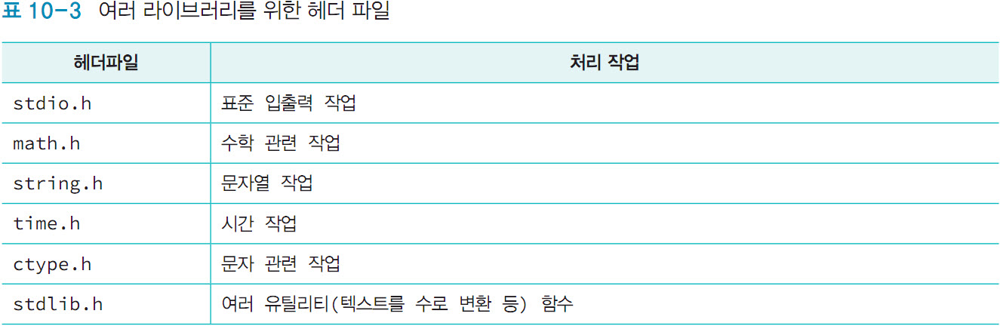 표 10-3 여러 라이브러리를 위한 헤더 파일
헤더파일 처리 작업
stdio.h 표준 입출력 작업
math.h 수학 관련 작업
string.h 문자열 작업
time.h 시간 작업
ctype.h 문자 관련 작업
stdlib.h 여러 유틸리티(텍스트를 수로 변환 등) 함수